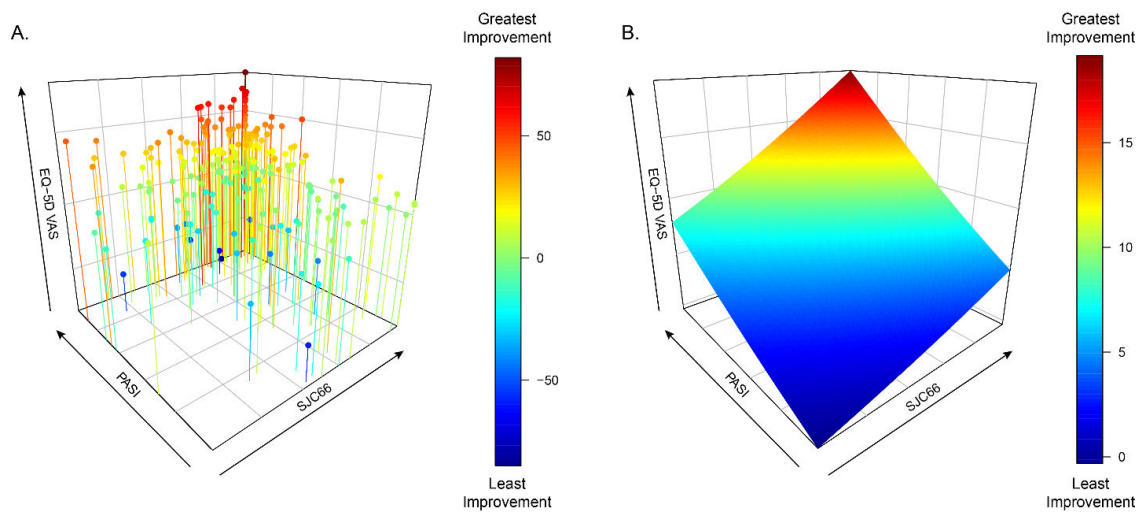 A.
Greatest
Improvement
EQ-5D VAS
PASI
SJC66
50
0
−50
Least
Improvement
B.
Greatest
Improvement
EQ-5D VAS
PASI
SJC66
15
10
5
0
Least
Improvement